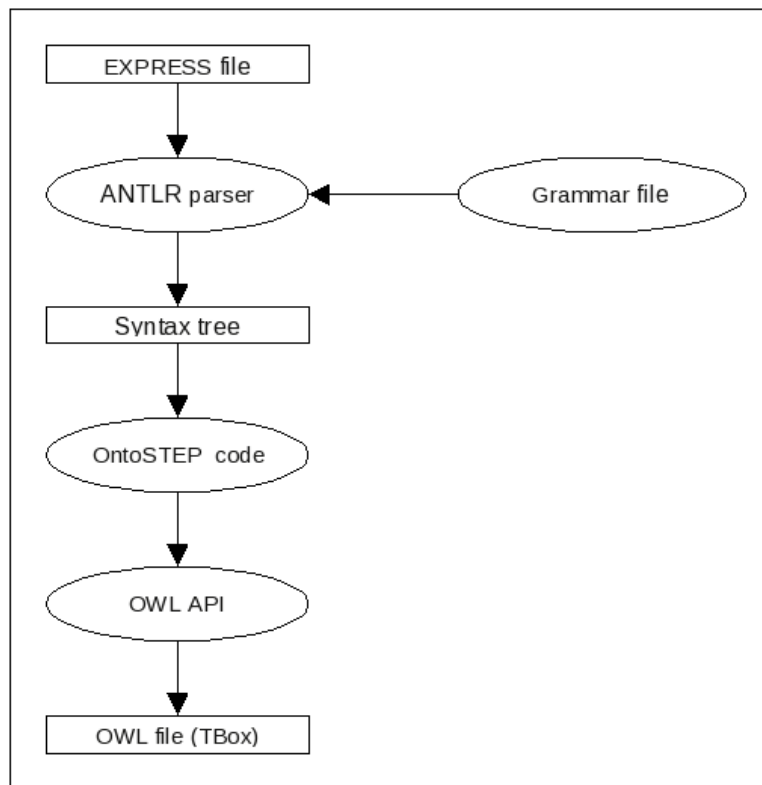 EXPRESS file
ANTLR parser
Grammar file
Syntax tree
OntoSTEP code
OWL API
OWL file (TBox)